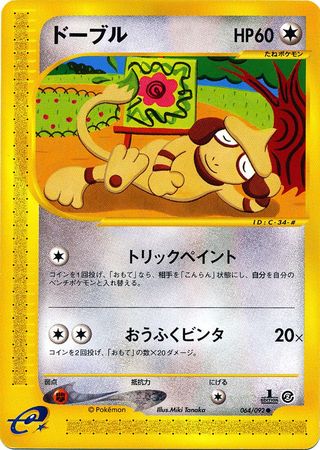 ドーブル HP60
たねポケモン
ID:C-34-#
トリックペイント
コインを1回投げ、「おもて」なら、相手を「こんらん」状態にし、自分を自分の
ベンチポケモンと入れ替える。
おうふくビンタ 20×
コインを2回投げ、「おもて」の数×20ダメージ。
弱点 抵抗力 にげる
© Pokémon Illus.Miki Tanaka 064/092 ●
1 EDITION
e